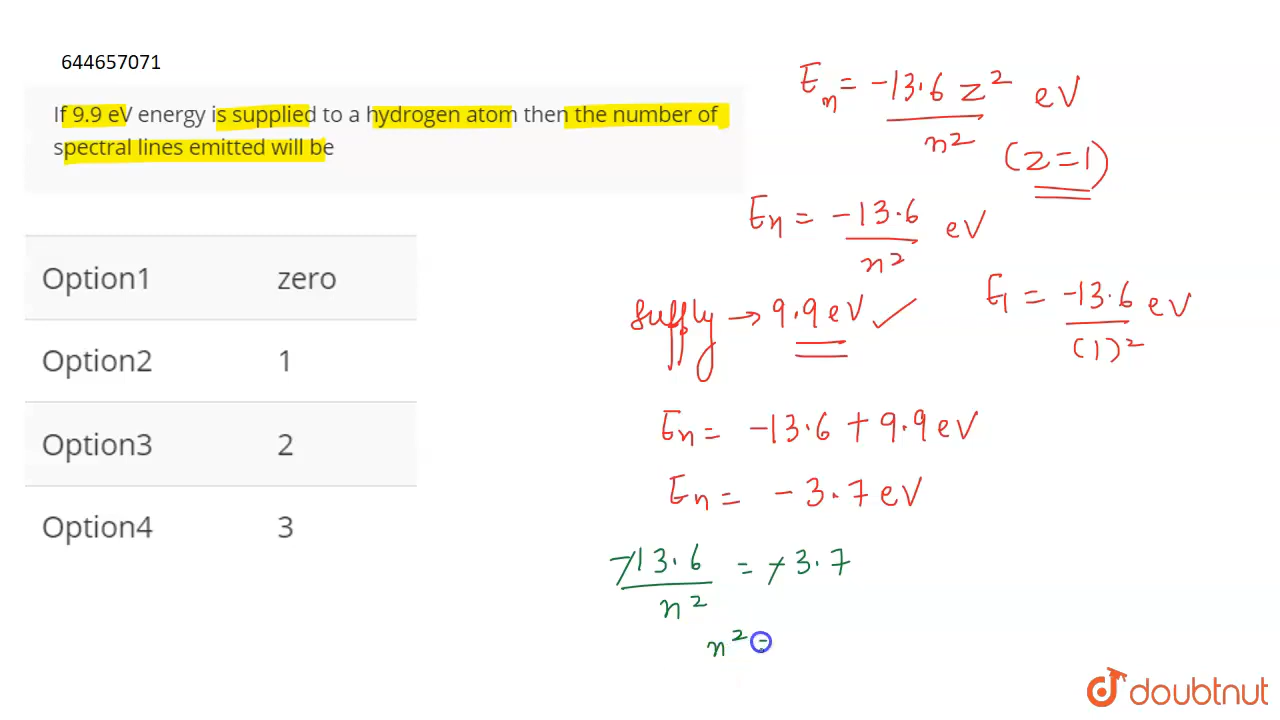 644657071
If 9.9 eV energy is supplied to a hydrogen atom then the number of
spectral lines emitted will be
Option1 zero
Option2 1
Option3 2
Option4 3
Eₙ = -13.6 z² / n² eV
(z=1)
Eₙ = -13.6 / n² eV
supply → 9.9 eV ✓
E₁ = -13.6 / (1)² eV
Eₙ = -13.6 + 9.9 eV
Eₙ = -3.7 eV
-13.6 / n² = -3.7
n² =
doubtnut